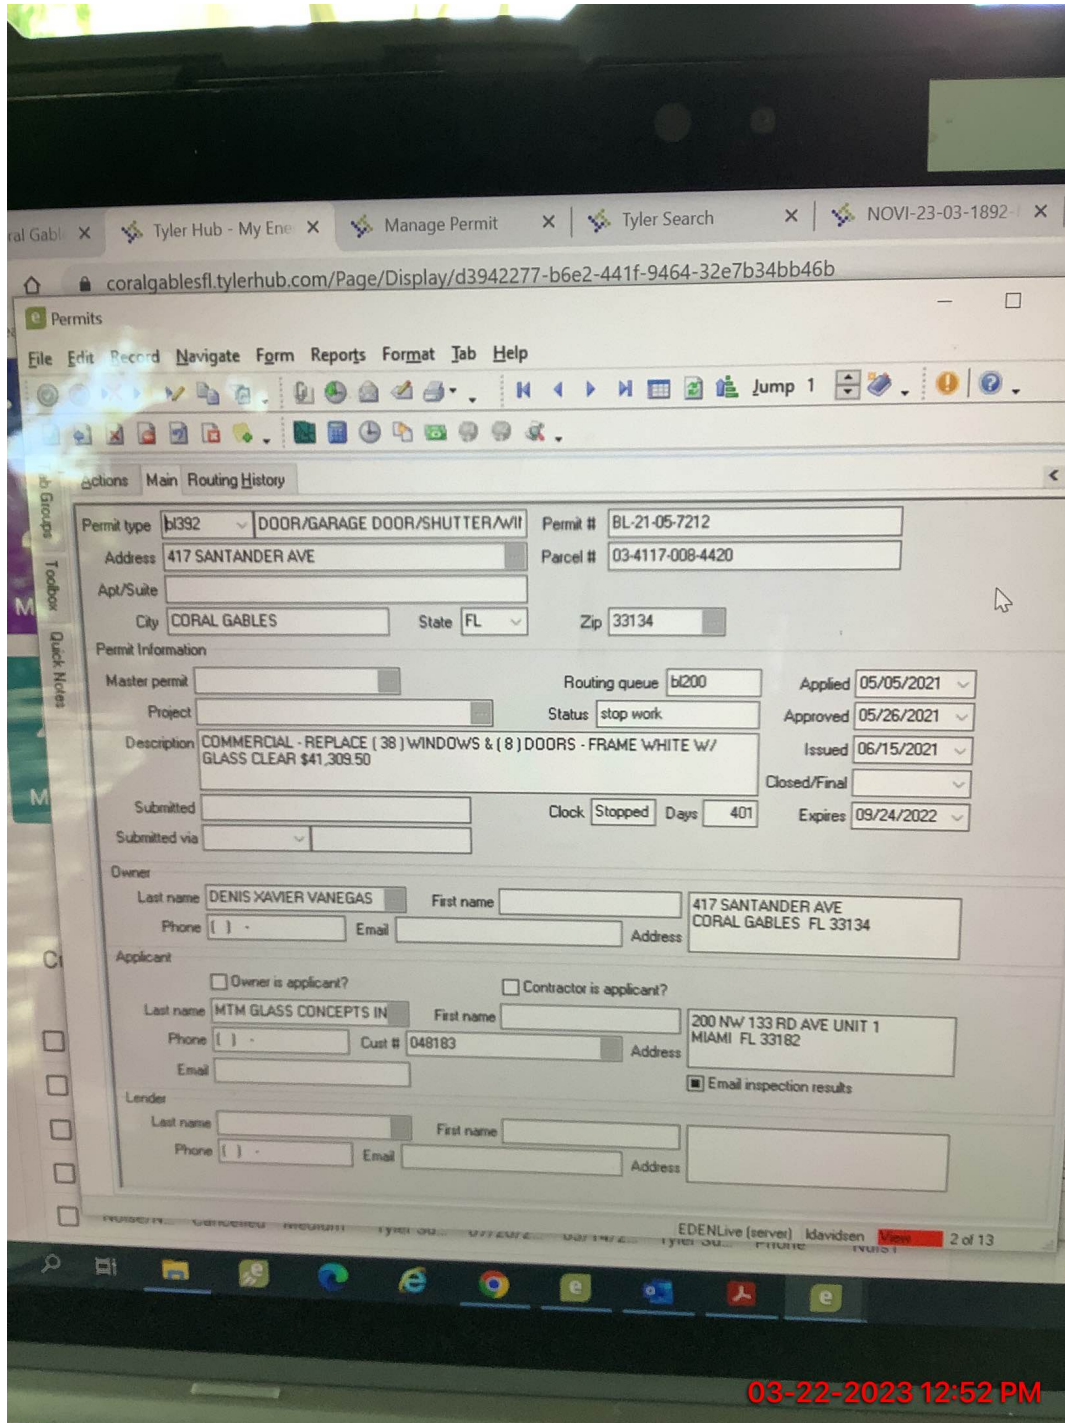 ral Gabl
Tyler Hub - My Ene
Manage Permit
Tyler Search
NOVI-23-03-1892-
coralgablesfl.tylerhub.com/Page/Display/d3942277-b6e2-441f-9464-32e7b34bb46b
Permits
File Edit Record Navigate Form Reports Format Tab Help
Jump 1
Actions Main Routing History
Toolbox
Quick Notes
Permit type bl392 DOOR/GARAGE DOOR/SHUTTER/WII Permit # BL-21-05-7212
Address 417 SANTANDER AVE Parcel # 03-4117-008-4420
Apt/Suite
City CORAL GABLES State FL Zip 33134
Permit Information
Master permit Routing queue bl200 Applied 05/05/2021
Project Status stop work Approved 05/26/2021
Description COMMERCIAL - REPLACE ( 38 ) WINDOWS & ( 8 ) DOORS - FRAME WHITE W/
GLASS CLEAR $41,309.50
Issued 06/15/2021
Closed/Final
Submitted Clock Stopped Days 401 Expires 09/24/2022
Submitted via
Owner
Last name DENIS XAVIER VANEGAS First name 417 SANTANDER AVE
CORAL GABLES FL 33134
Phone ( ) - Email Address
Applicant
Owner is applicant? Contractor is applicant?
Last name MTM GLASS CONCEPTS IN First name 200 NW 133 RD AVE UNIT 1
MIAMI FL 33182
Phone ( ) - Cust # 048183 Address
Email Email inspection results
Lender
Last name First name
Phone ( ) - Email Address
EDENLive (server) ldavidsen View 2 of 13
03-22-2023 12:52 PM